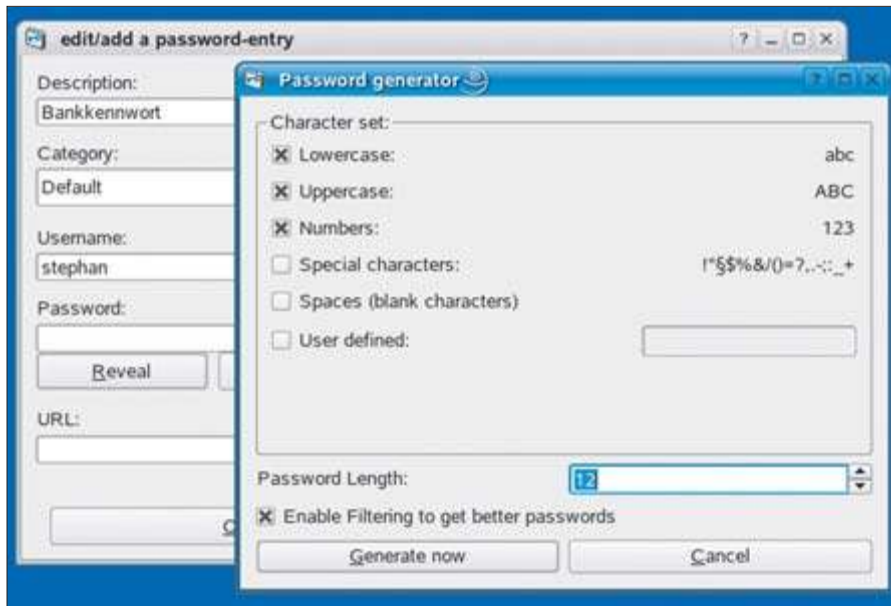 edit/add a password-entry
Description:
Bankkennwort
Category:
Default
Username:
stephan
Password:
Reveal
URL:
Password generator
Character set:
Lowercase: abc
Uppercase: ABC
Numbers: 123
Special characters: !"§$%&/()=?,.-;:_+
Spaces (blank characters)
User defined:
Password Length: 12
Enable Filtering to get better passwords
Generate now
Cancel